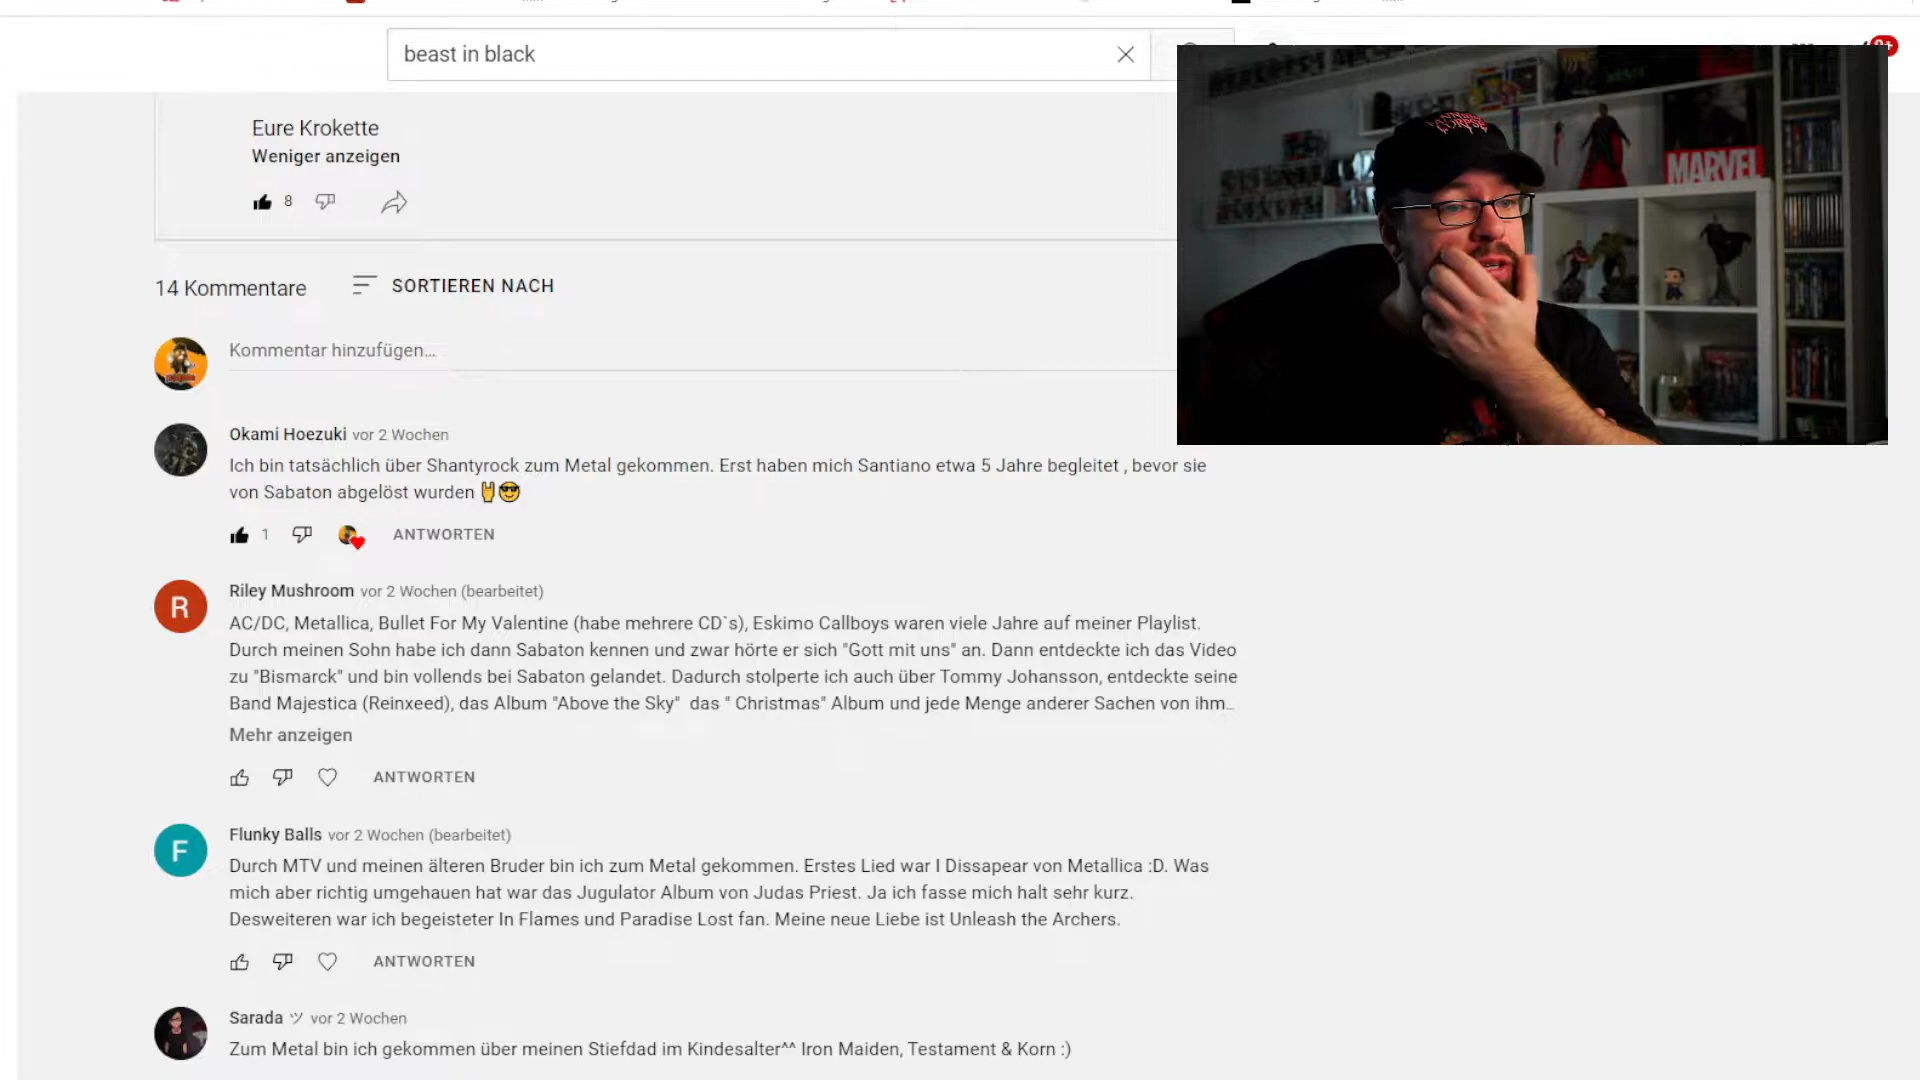 beast in black
9+
Eure Krokette
Weniger anzeigen
8
14 Kommentare
SORTIEREN NACH
Kommentar hinzufügen...
Okami Hoezuki vor 2 Wochen
Ich bin tatsächlich über Shantyrock zum Metal gekommen. Erst haben mich Santiano etwa 5 Jahre begleitet , bevor sie
von Sabaton abgelöst wurden 🤘😎
1
ANTWORTEN
R
Riley Mushroom vor 2 Wochen (bearbeitet)
AC/DC, Metallica, Bullet For My Valentine (habe mehrere CD`s), Eskimo Callboys waren viele Jahre auf meiner Playlist.
Durch meinen Sohn habe ich dann Sabaton kennen und zwar hörte er sich "Gott mit uns" an. Dann entdeckte ich das Video
zu "Bismarck" und bin vollends bei Sabaton gelandet. Dadurch stolperte ich auch über Tommy Johansson, entdeckte seine
Band Majestica (Reinxeed), das Album "Above the Sky"  das " Christmas" Album und jede Menge anderer Sachen von ihm…
Mehr anzeigen
ANTWORTEN
F
Flunky Balls vor 2 Wochen (bearbeitet)
Durch MTV und meinen älteren Bruder bin ich zum Metal gekommen. Erstes Lied war I Dissapear von Metallica :D. Was
mich aber richtig umgehauen hat war das Jugulator Album von Judas Priest. Ja ich fasse mich halt sehr kurz.
Desweiteren war ich begeisteter In Flames und Paradise Lost fan. Meine neue Liebe ist Unleash the Archers.
ANTWORTEN
Sarada ツ vor 2 Wochen
Zum Metal bin ich gekommen über meinen Stiefdad im Kindesalter^^ Iron Maiden, Testament & Korn :)
CANNIBAL
CORPSE
MARVEL